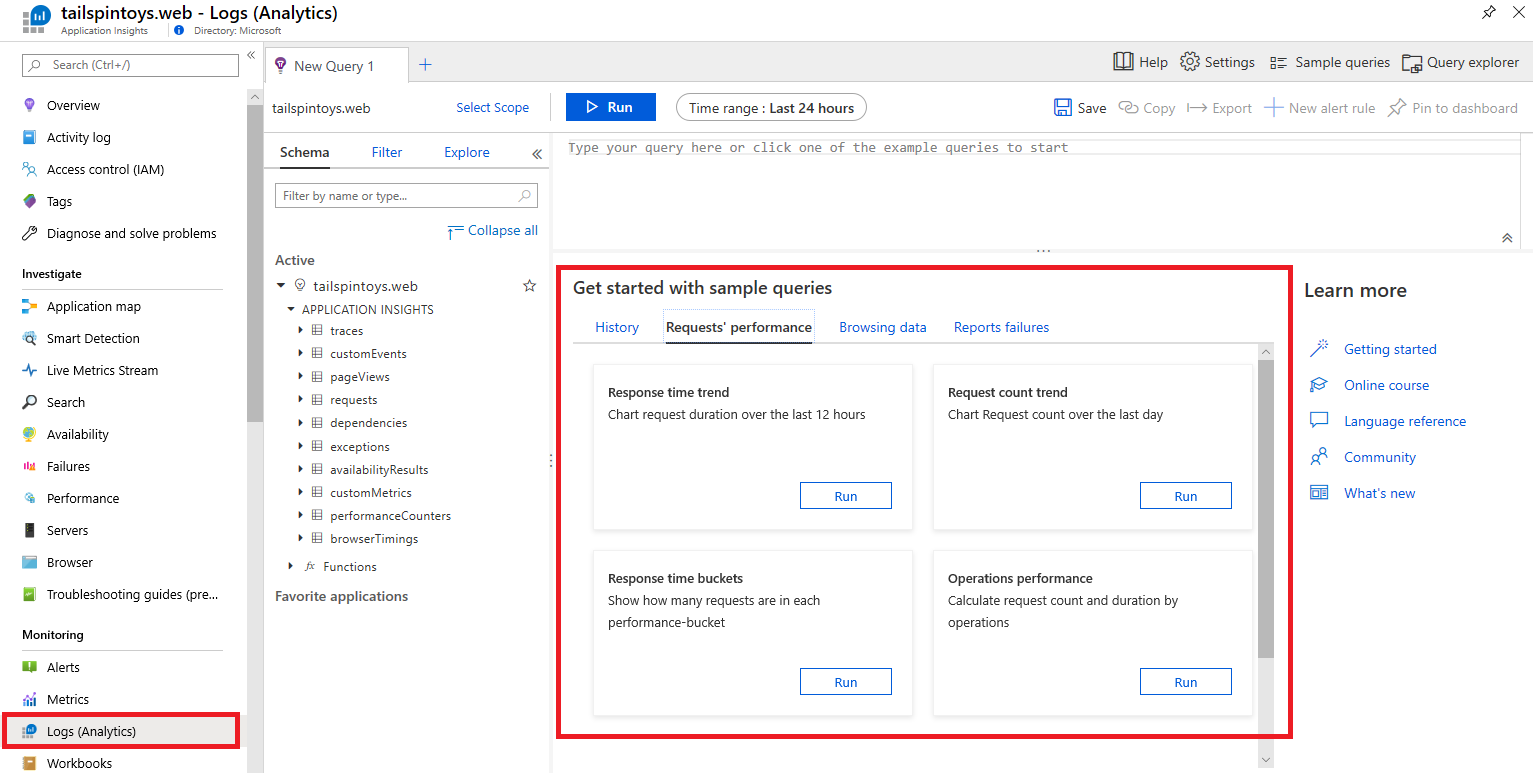 tailspintoys.web - Logs (Analytics)
Application Insights
Directory: Microsoft
Search (Ctrl+/)
Overview
Activity log
Access control (IAM)
Tags
Diagnose and solve problems
Investigate
Application map
Smart Detection
Live Metrics Stream
Search
Availability
Failures
Performance
Servers
Browser
Troubleshooting guides (pre...
Monitoring
Alerts
Metrics
Logs (Analytics)
Workbooks
New Query 1
Help
Settings
Sample queries
Query explorer
tailspintoys.web
Select Scope
Run
Time range : Last 24 hours
Save
Copy
Export
New alert rule
Pin to dashboard
Schema
Filter
Explore
Filter by name or type...
Collapse all
Active
tailspintoys.web
APPLICATION INSIGHTS
traces
customEvents
pageViews
requests
dependencies
exceptions
availabilityResults
customMetrics
performanceCounters
browserTimings
fx Functions
Favorite applications
Type your query here or click one of the example queries to start
Get started with sample queries
History
Requests' performance
Browsing data
Reports failures
Response time trend
Chart request duration over the last 12 hours
Run
Request count trend
Chart Request count over the last day
Run
Response time buckets
Show how many requests are in each
performance-bucket
Run
Operations performance
Calculate request count and duration by
operations
Run
Learn more
Getting started
Online course
Language reference
Community
What's new